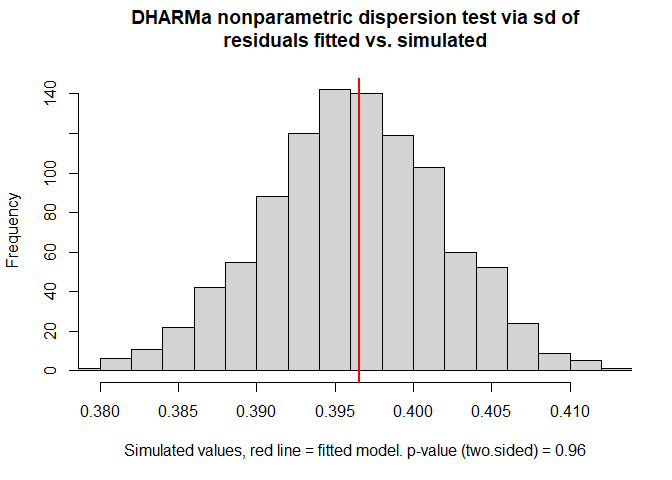 DHARMa nonparametric dispersion test via sd of
residuals fitted vs. simulated
Frequency
140
100
80
60
40
20
0
0.380 0.385 0.390 0.395 0.400 0.405 0.410
Simulated values, red line = fitted model. p-value (two.sided) = 0.96